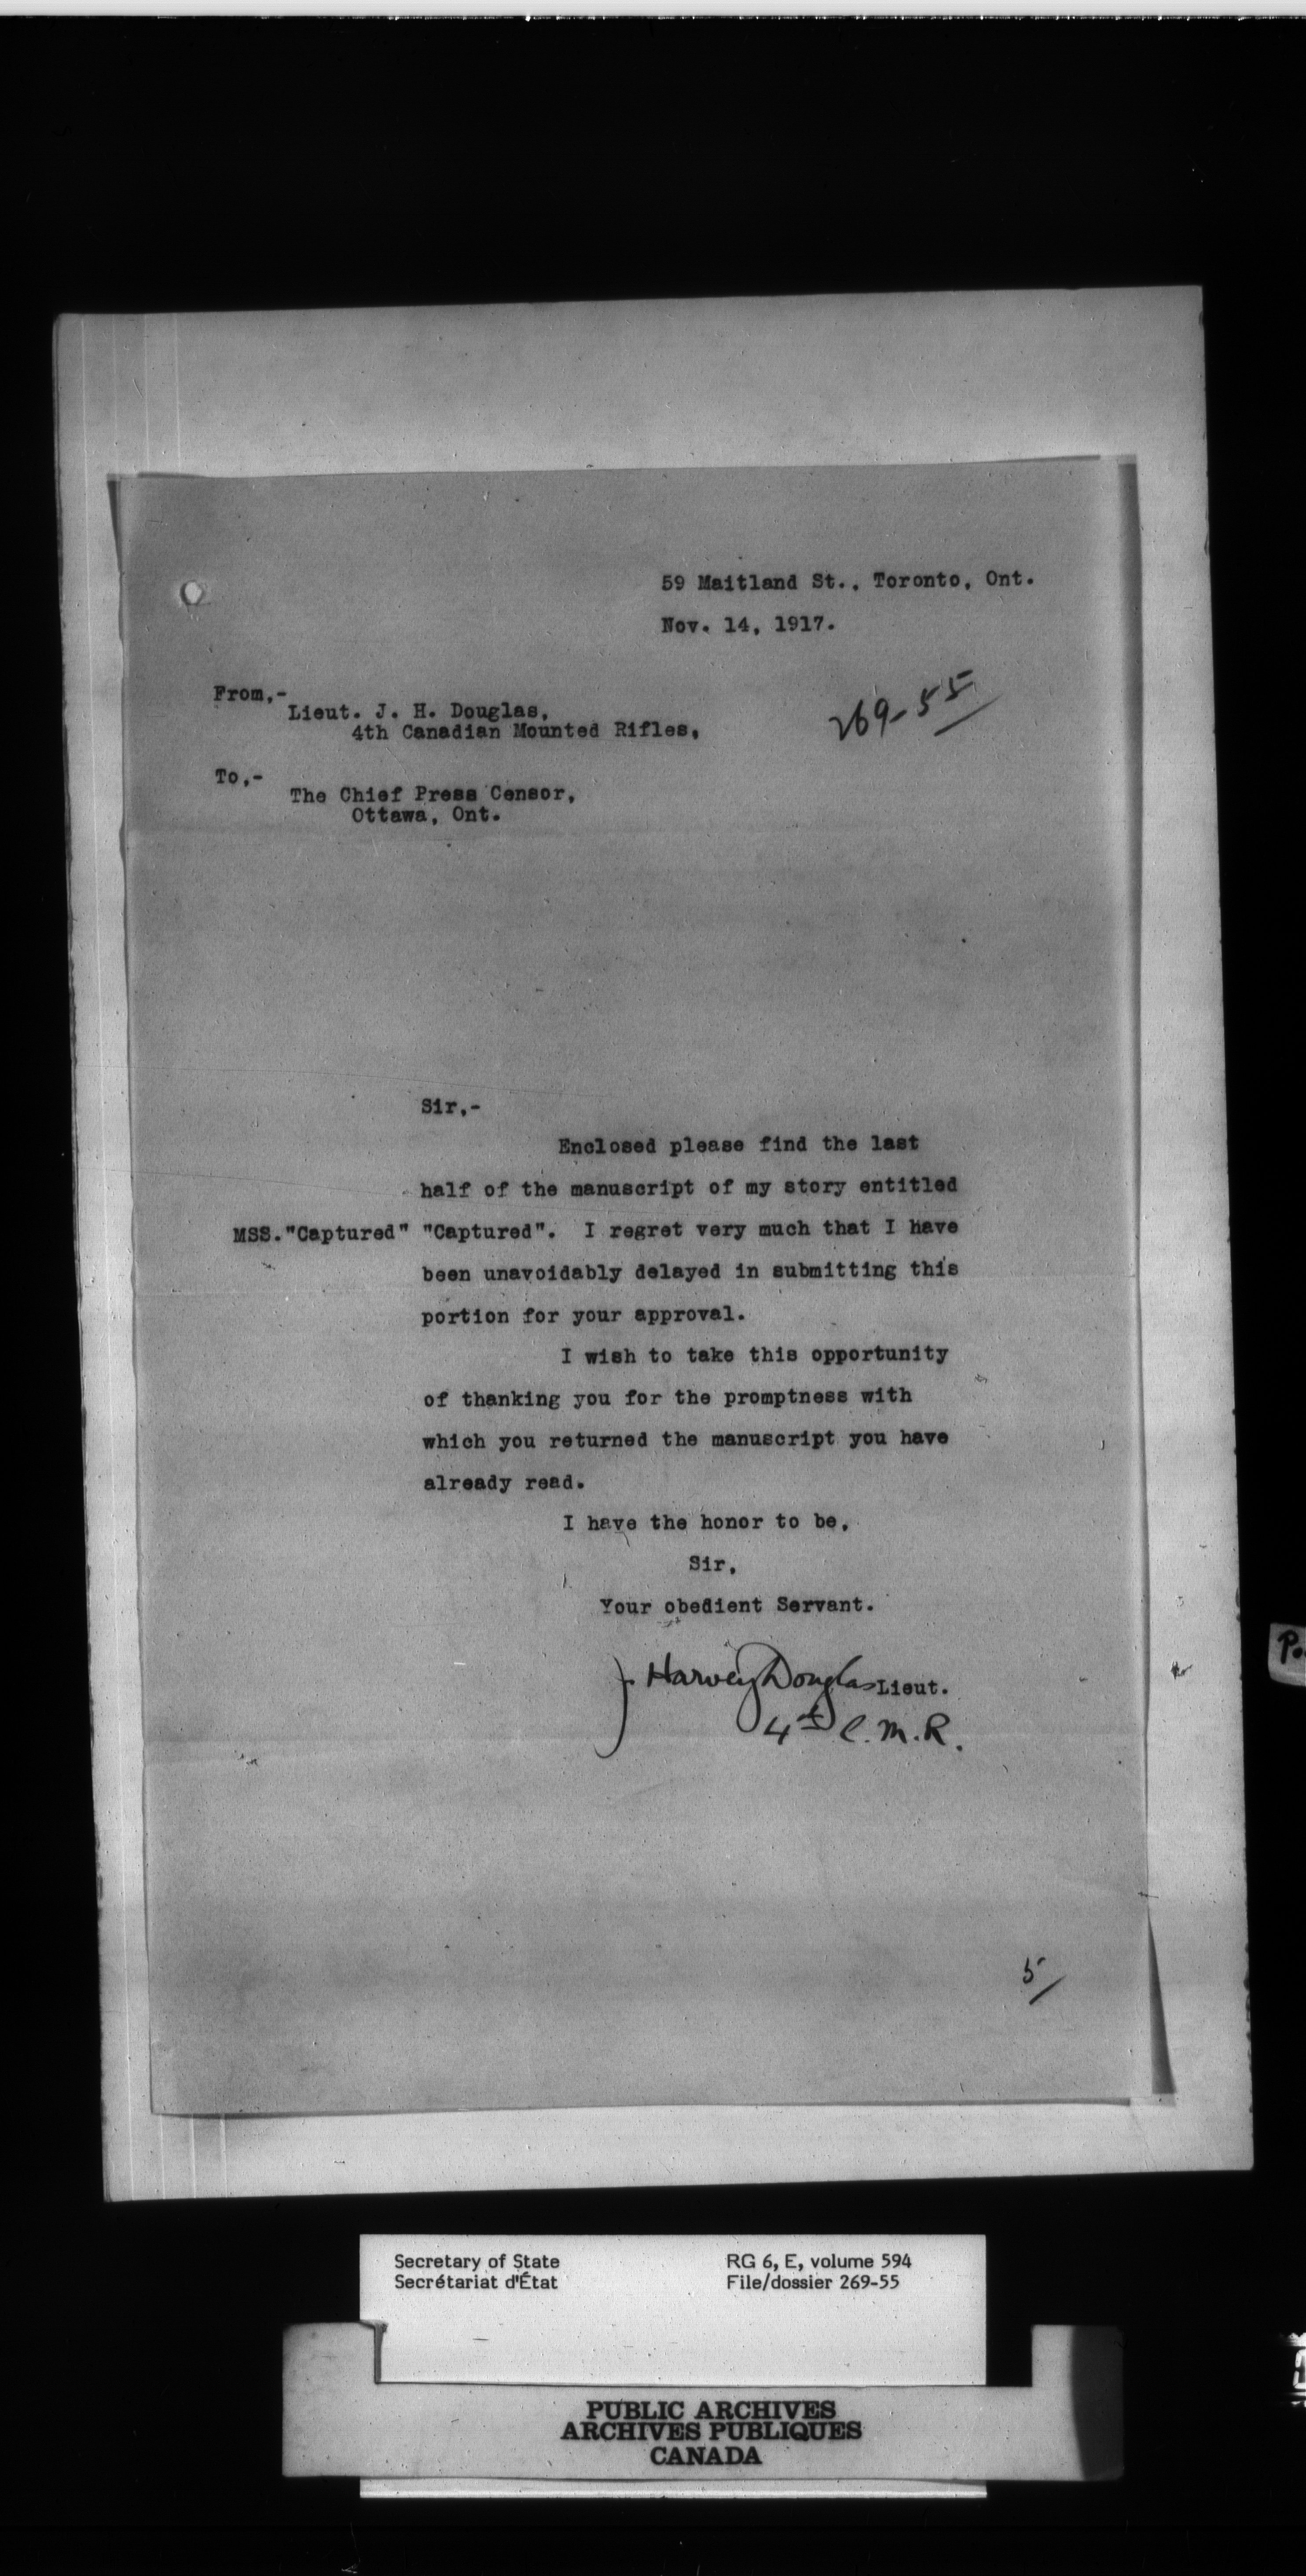 59 Maitland St., Toronto, Ont.
Nov. 14, 1917.
269-55
From,-
Lieut. J. H. Douglas,
4th Canadian Mounted Rifles,
To,-
The Chief Press Censor,
Ottawa, Ont.
Sir,-
Enclosed please find the last
half of the manuscript of my story entitled
MSS."Captured" "Captured". I regret very much that I have
been unavoidably delayed in submitting this
portion for your approval.
I wish to take this opportunity
of thanking you for the promptness with
which you returned the manuscript you have
already read.
I have the honor to be,
Sir,
Your obedient Servant.
J. Harvey Douglas Lieut.
4th C.M.R.
5/
Secretary of State
Secrétariat d'État
RG 6, E, volume 594
File/dossier 269-55
PUBLIC ARCHIVES
ARCHIVES PUBLIQUES
CANADA